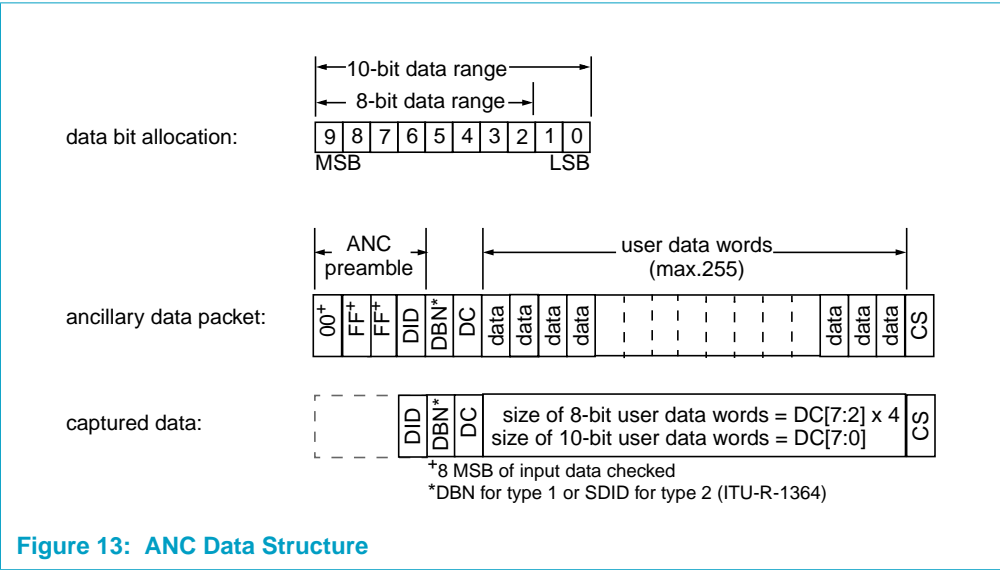 10-bit data range
8-bit data range
data bit allocation:
9 8 7 6 5 4 3 2 1 0
MSB LSB
ANC preamble
user data words
(max.255)
ancillary data packet:
00+ FF+ FF+ DID DBN* DC data data data data data data data CS
captured data:
DID DBN* DC
size of 8-bit user data words = DC[7:2] x 4
size of 10-bit user data words = DC[7:0]
CS
+8 MSB of input data checked
*DBN for type 1 or SDID for type 2 (ITU-R-1364)
Figure 13: ANC Data Structure